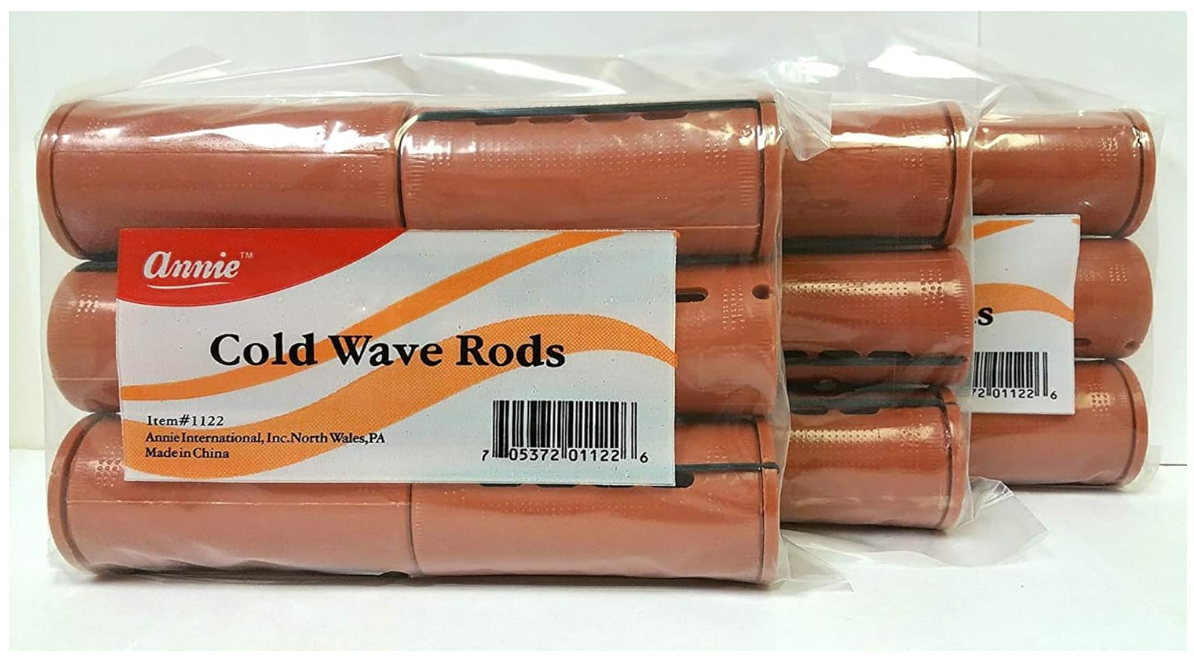 annie™
Cold Wave Rods
Item#1122
Annie International, Inc.North Wales,PA
Made in China
7 05372 01122 6
s
72 01122 6